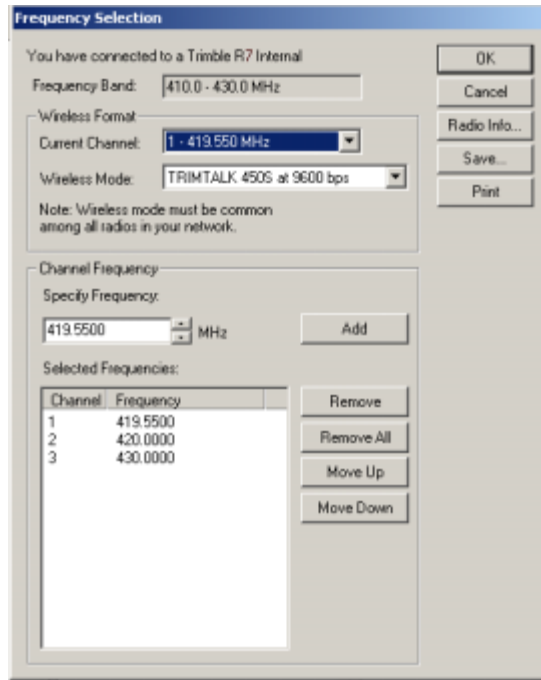 Frequency Selection
You have connected to a Trimble R7 Internal
OK
Frequency Band: 410.0 - 430.0 MHz
Cancel
Wireless Format
Radio Info...
Current Channel: 1 - 419.550 MHz
Save...
Wireless Mode: TRIMTALK 450S at 9600 bps
Print
Note: Wireless mode must be common
among all radios in your network.
Channel Frequency
Specify Frequency:
419.5500 MHz Add
Selected Frequencies:
Channel Frequency
Remove
1 419.5500
2 420.0000
Remove All
3 430.0000
Move Up
Move Down